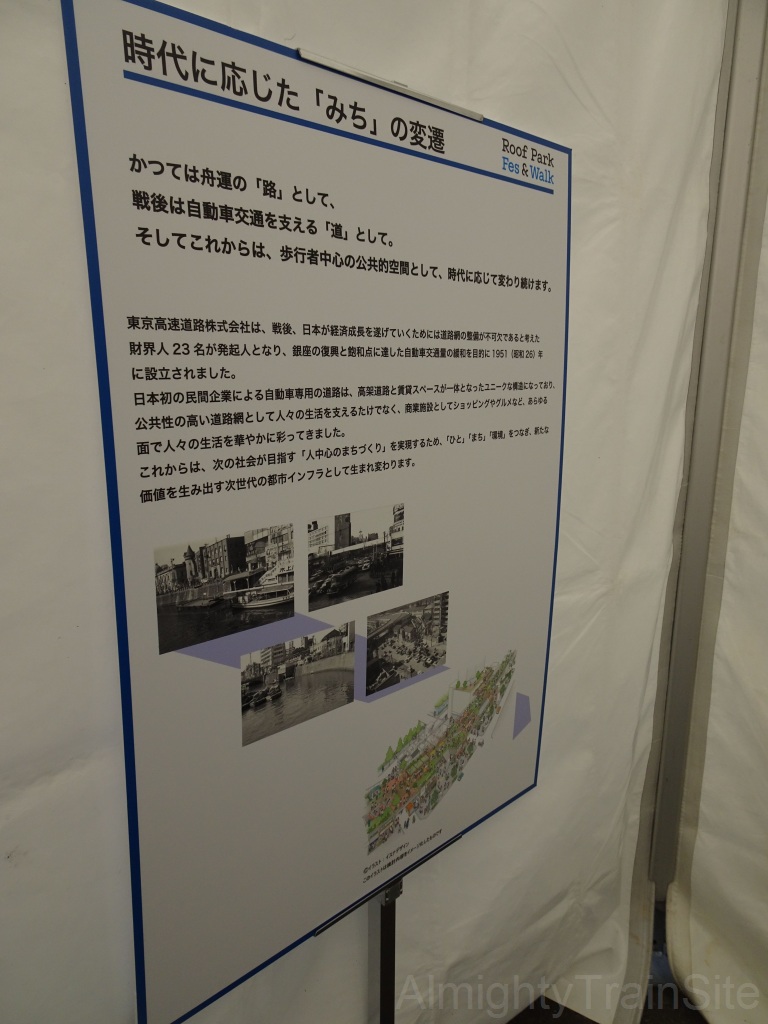 時代に応じた「みち」の変遷
Roof Park
Fes & Walk
かつては舟運の「路」として、
戦後は自動車交通を支える「道」として。
そしてこれからは、歩行者中心の公共的空間として、時代に応じて変わり続けます。
東京高速道路株式会社は、戦後、日本が経済成長を遂げていくためには道路網の整備が不可欠であると考えた
財界人23名が発起人となり、銀座の復興と飽和点に達した自動車交通量の緩和を目的に1951（昭和26）年
に設立されました。
日本初の民間企業による自動車専用の道路は、高架道路と賃貸スペースが一体となったユニークな構造になっており、
公共性の高い道路網として人々の生活を支えるだけでなく、商業施設としてショッピングやグルメなど、あらゆる
面で人々の生活を華やかに彩ってきました。
これからは、次の社会が目指す「人中心のまちづくり」を実現するため、「ひと」「まち」「環境」をつなぎ、新たな
価値を生み出す次世代の都市インフラとして生まれ変わります。
AlmightyTrainSite